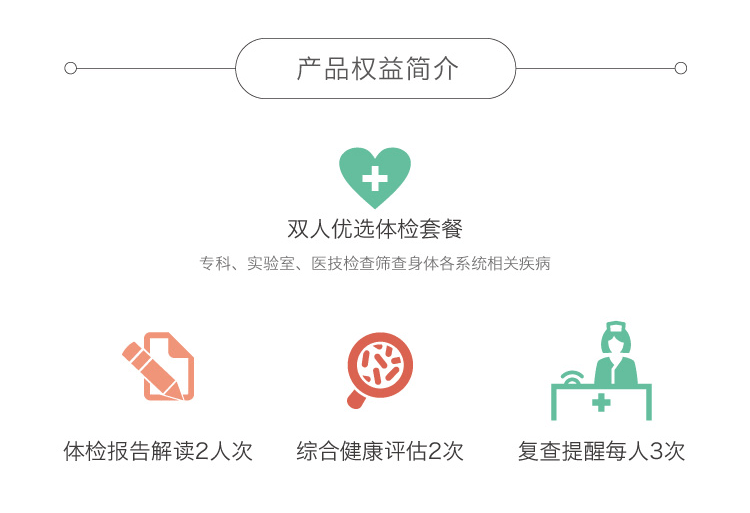 产品权益简介
双人优选体检套餐
专科、实验室、医技检查筛查身体各系统相关疾病
体检报告解读2人次
综合健康评估2次
复查提醒每人3次